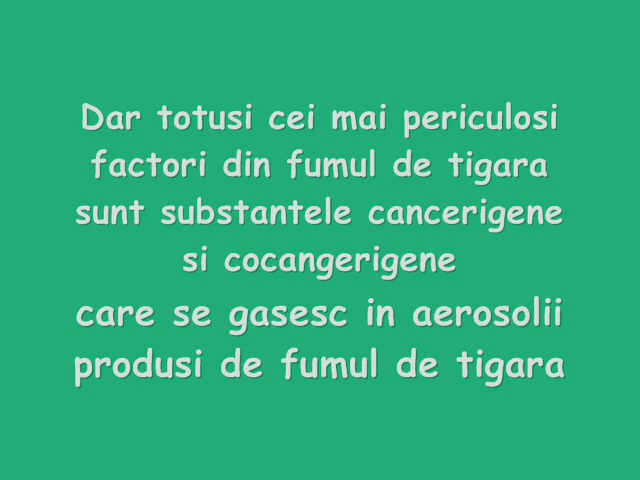 Dar totusi cei mai periculosi
factori din fumul de tigara
sunt substantele cancerigene
si cocangerigene
care se gasesc in aerosolii
produsi de fumul de tigara